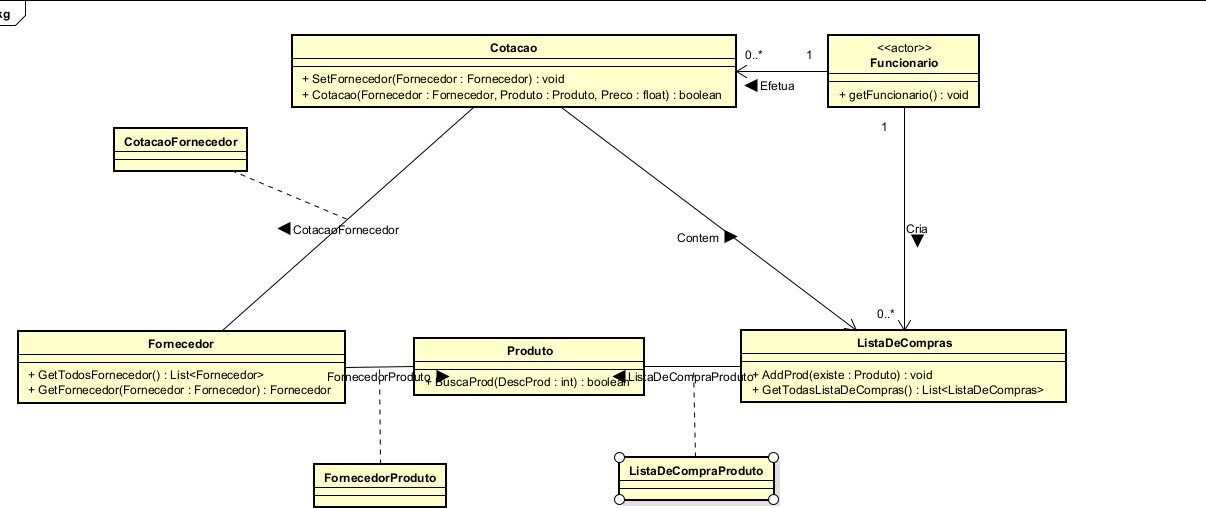 kg
Cotacao
+ SetFornecedor(Fornecedor : Fornecedor) : void
+ Cotacao(Fornecedor : Fornecedor, Produto : Produto, Preco : float) : boolean
0..*
1
Efetua
<<actor>>
Funcionario
+ getFuncionario() : void
CotacaoFornecedor
1
CotacaoFornecedor
Contem
Cria
0..*
Fornecedor
+ GetTodosFornecedor() : List<Fornecedor>
+ GetFornecedor(Fornecedor : Fornecedor) : Fornecedor
FornecedorProduto
Produto
+ BuscaProd(DescProd : int) : boolean
ListaDeCompraProduto
ListaDeCompras
+ AddProd(existe : Produto) : void
+ GetTodasListaDeCompras() : List<ListaDeCompras>
FornecedorProduto
ListaDeCompraProduto